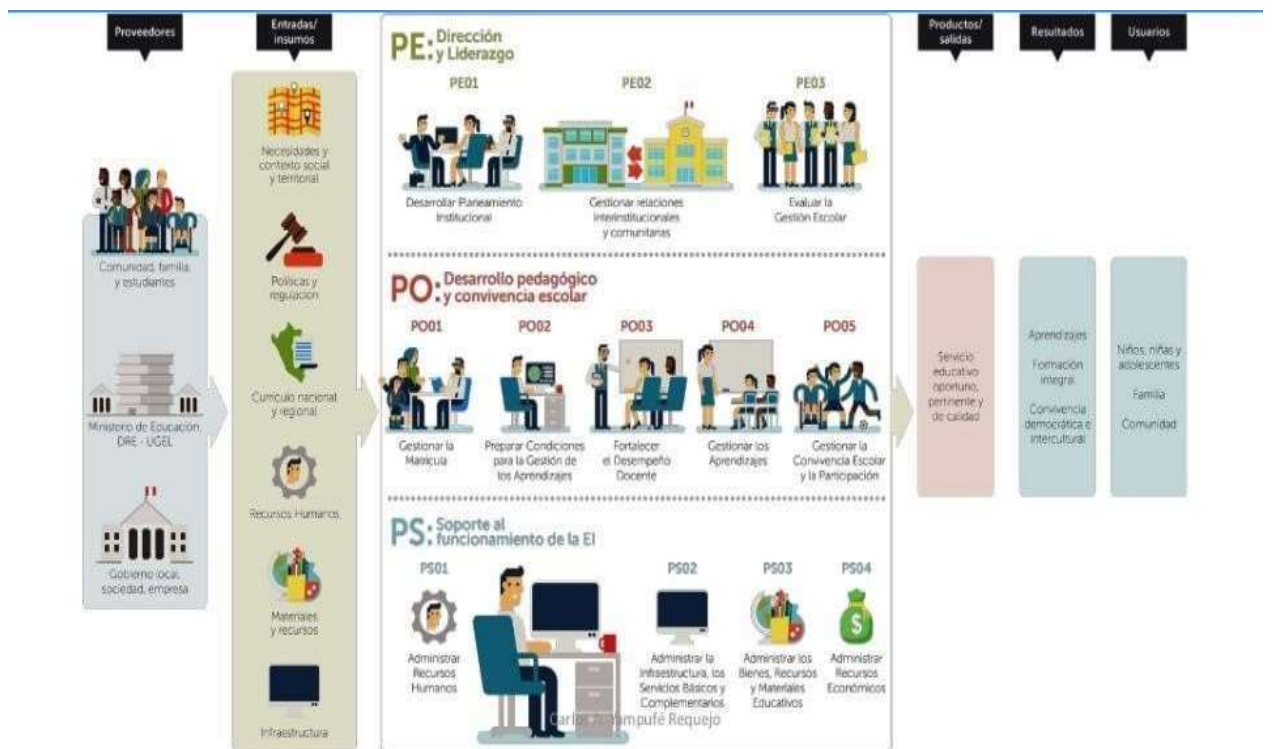 Proveedores
Comunidad, familia
y estudiantes
Ministerio de Educación
DRE - UGEL
Gobierno local,
sociedad, empresa
Entradas/
insumos
Necesidades y
contexto social
y territorial
Políticas y
regulacion
Currículo nacional
y regional
Recursos Humanos
Materiales
y recursos
Infraestructura
PE: Dirección
y Liderazgo
PE01
Desarrollar Planeamiento
Institucional
PE02
Gestionar relaciones
Interinstitucionales
y comunitarias
PE03
Evaluar la
Gestión Escolar
PO: Desarrollo pedagógico
y convivencia escolar
PO01
Gestionar la
Matrícula
PO02
Preparar Condiciones
para la Gestión de
los Aprendizajes
PO03
Fortalecer
el Desempeño
Docente
PO04
Gestionar los
Aprendizajes
PO05
Gestionar la
Convivencia Escolar
y la Participación
PS: Soporte al
funcionamiento de la EI
PS01
Administrar
Recursos
Humanos
PS02
Administrar la
Infraestructura, los
Servicios Básicos y
Complementarios
PS03
Administrar los
Bienes, Recursos
y Materiales
Educativos
PS04
$
Administrar
Recursos
Económicos
Carlos A. Yampufé Requejo
Productos/
salidas
Servicio
educativo
oportuno,
pertinente y
de calidad
Resultados
Aprendizajes
Formación
integral
Convivencia
democrática e
intercultural
Usuarios
Niños, niñas y
adolescentes
Familia
Comunidad